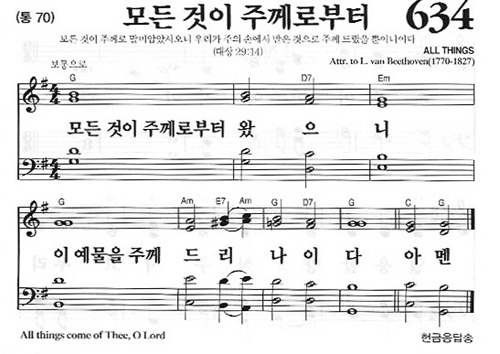 (통 70) 모든 것이 주께로부터 634
모든 것이 주께로 말미암았사오니 우리가 주의 손에서 받은 것으로 주께 드렸을 뿐이니이다
(대상 29:14) ALL THINGS
Attr. to L. van Beethoven(1770-1827)
보통으로
G G D7 Em
모든 것이 주께로부터 왔 으 니
G Am E7 Am G D7 G C G
이 예물을 주께 드 리 나 이 다 아 멘
All things come of Thee, O Lord 헌금응답송